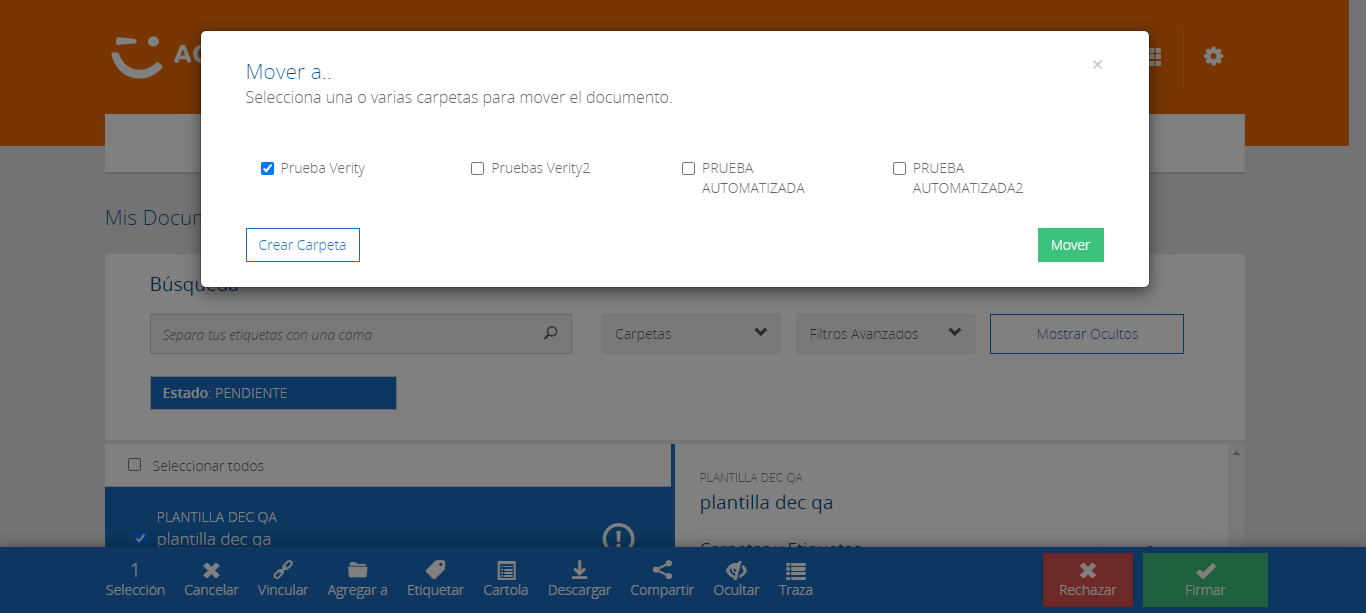 Mover a..
Selecciona una o varias carpetas para mover el documento.
×
Prueba Verity
Pruebas Verity2
PRUEBA
AUTOMATIZADA
PRUEBA
AUTOMATIZADA2
Crear Carpeta
Mover
Búsqueda
Separa tus etiquetas con una coma
Carpetas
Filtros Avanzados
Mostrar Ocultos
Estado: PENDIENTE
Seleccionar todos
PLANTILLA DEC QA
plantilla dec qa
PLANTILLA DEC QA
plantilla dec qa
Carpetas y Etiquetas
1
Selección
Cancelar
Vincular
Agregar a
Etiquetar
Cartola
Descargar
Compartir
Ocultar
Traza
Rechazar
Firmar